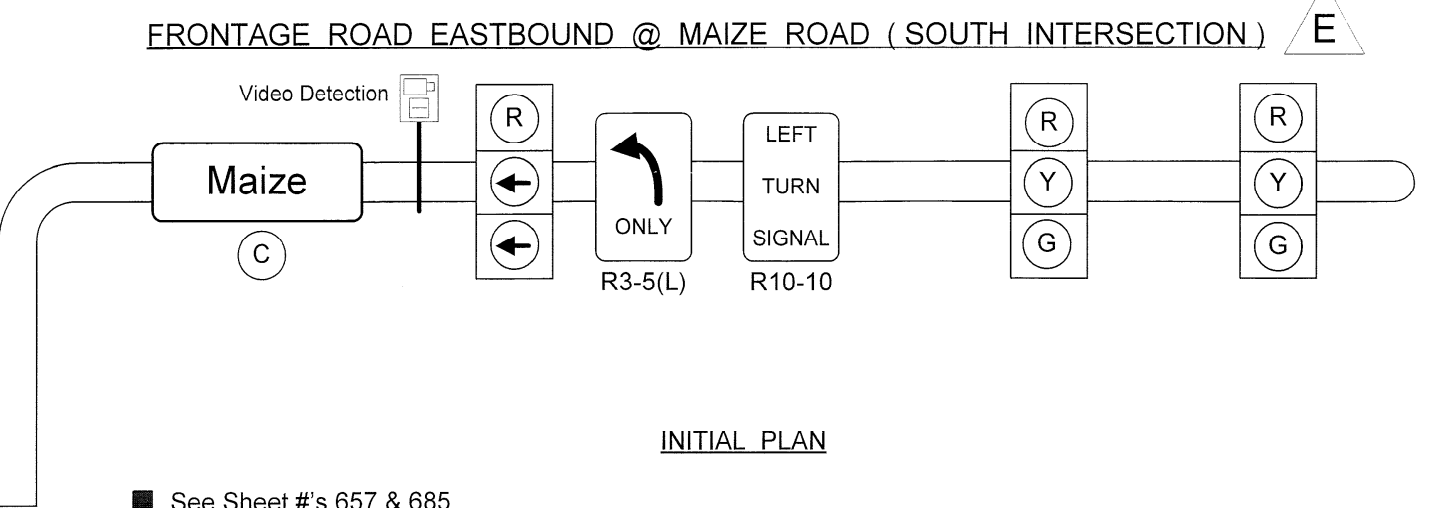 FRONTAGE ROAD EASTBOUND @ MAIZE ROAD ( SOUTH INTERSECTION )
E
Video Detection
Maize
C
R
ONLY
R3-5(L)
LEFT
TURN
SIGNAL
R10-10
R
Y
G
R
Y
G
INITIAL PLAN
See Sheet #'s 657 & 685